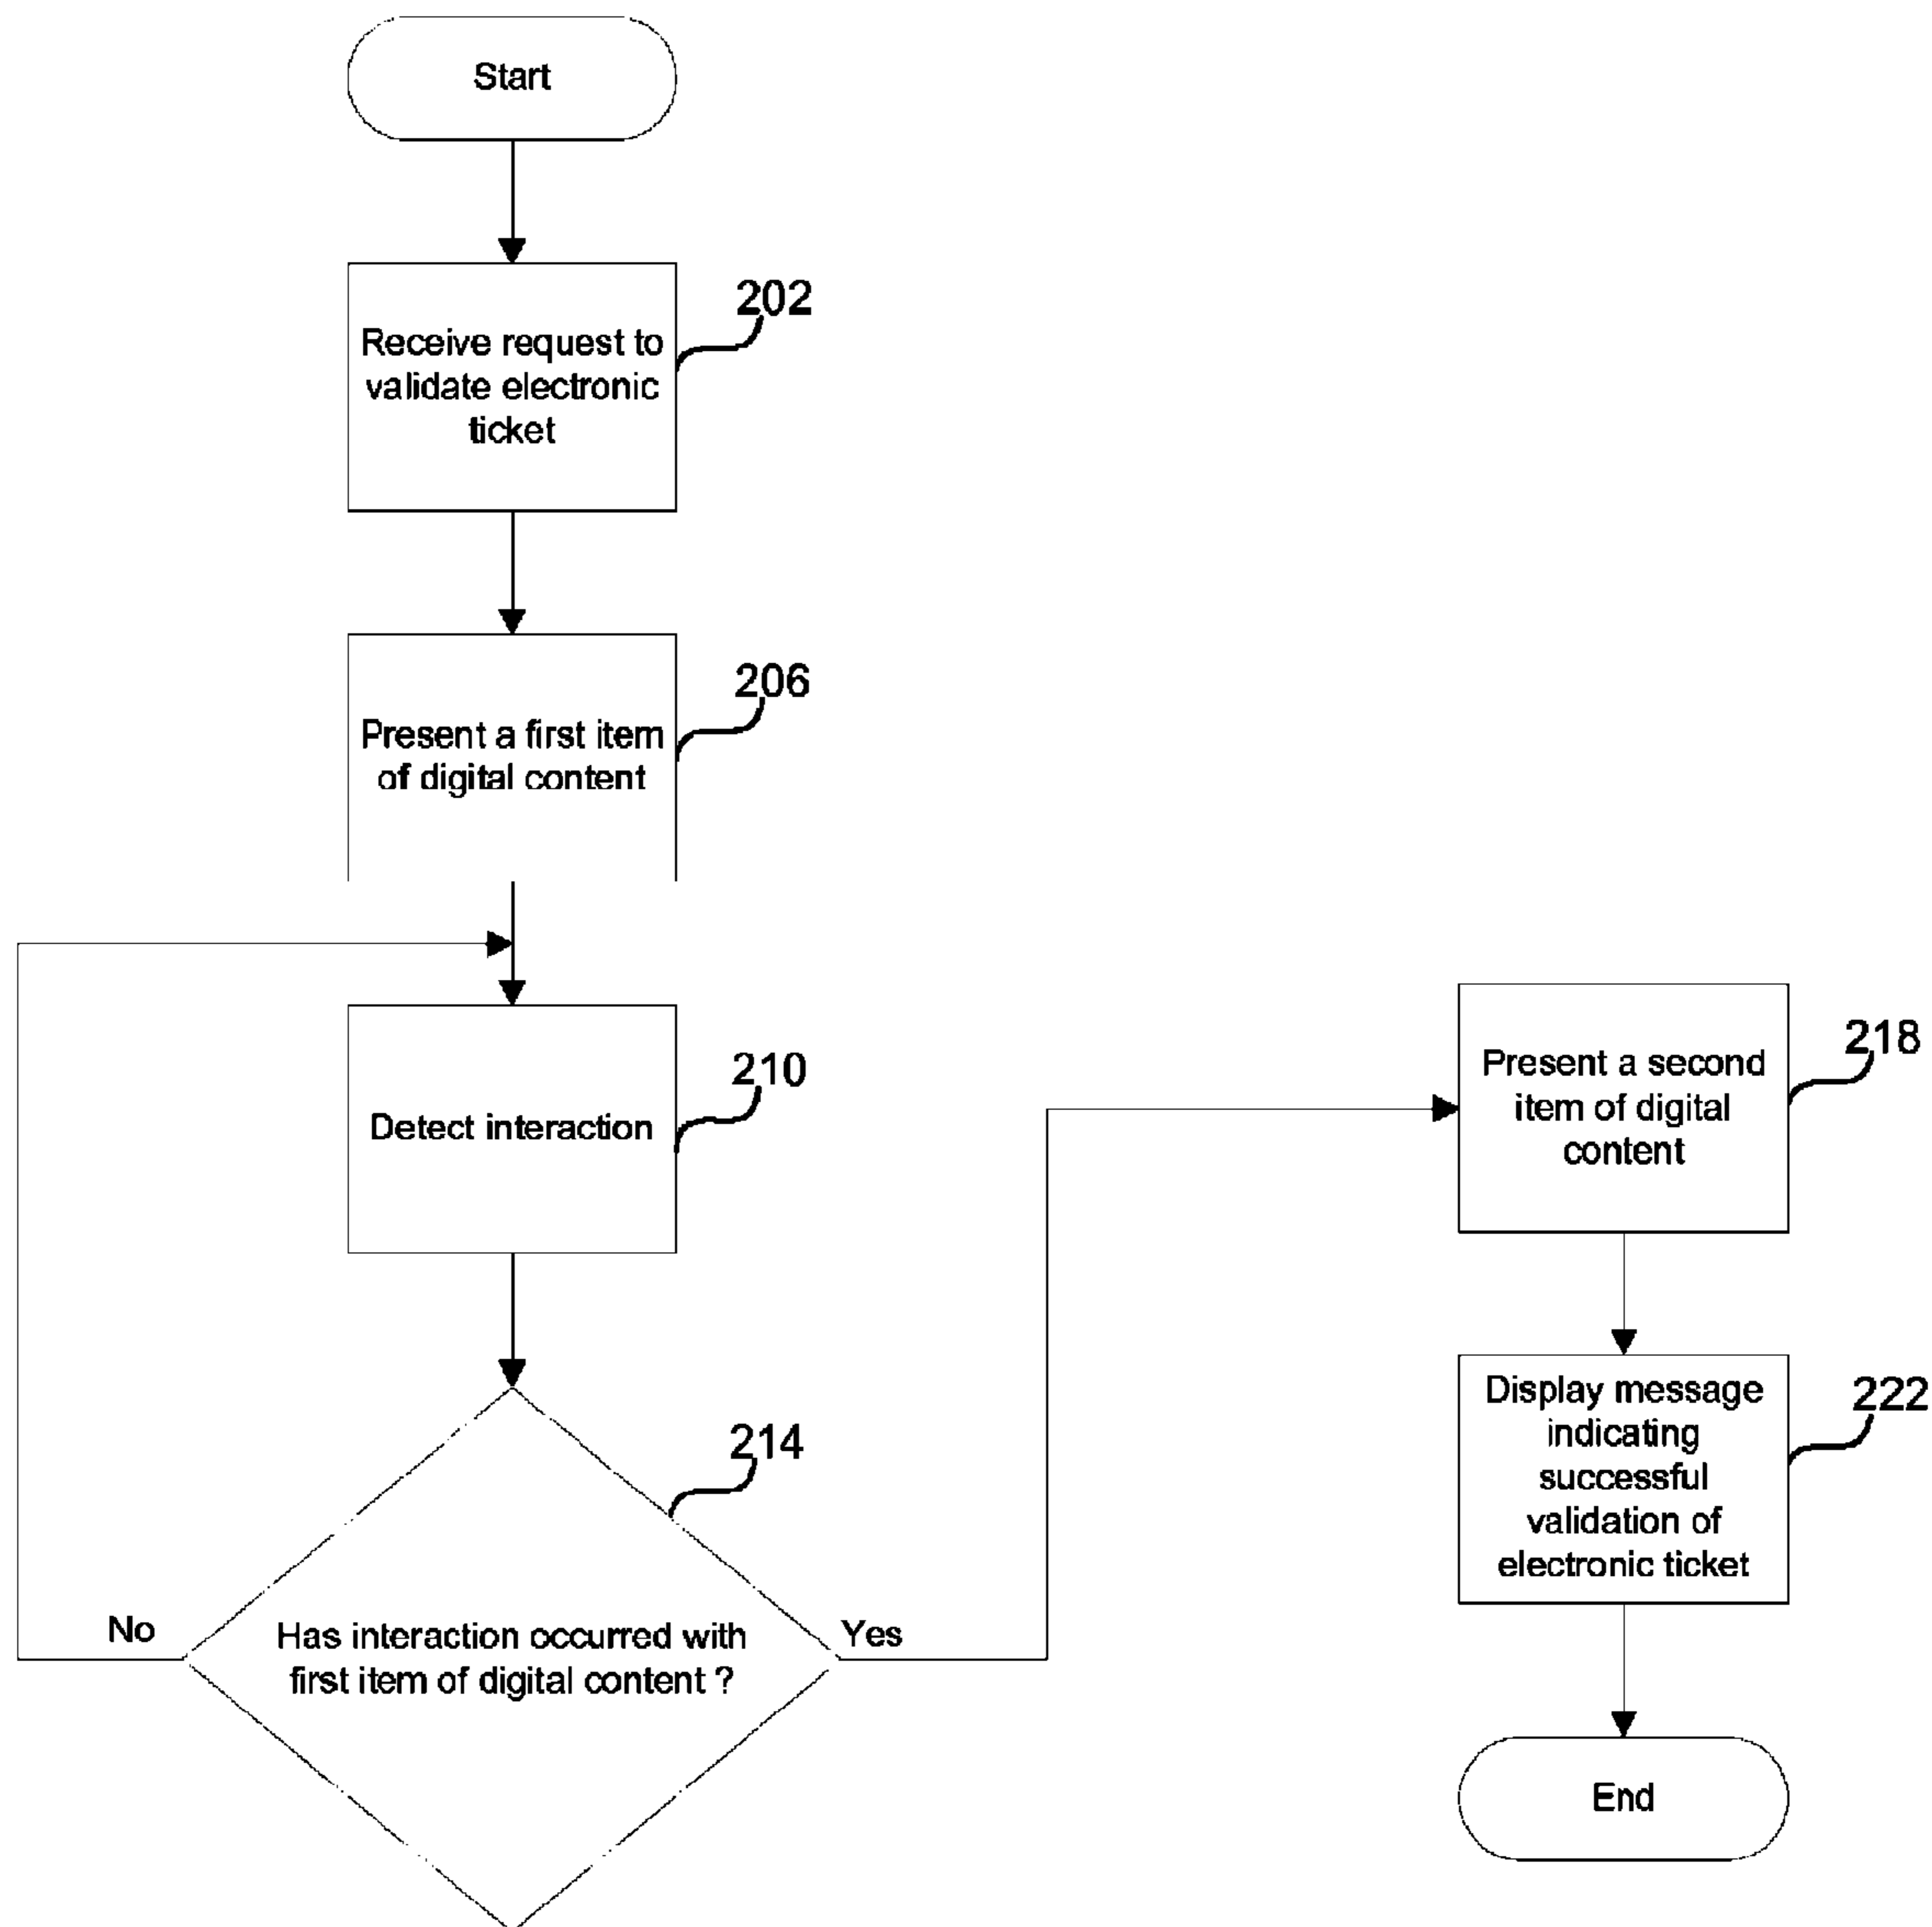 Start
202
Receive request to
validate electronic
ticket
206
Present a first item
of digital content
210
Detect interaction
214
Has interaction occurred with
first item of digital content ?
No
Yes
218
Present a second
item of digital
content
222
Display message
indicating
successful
validation of
electronic ticket
End